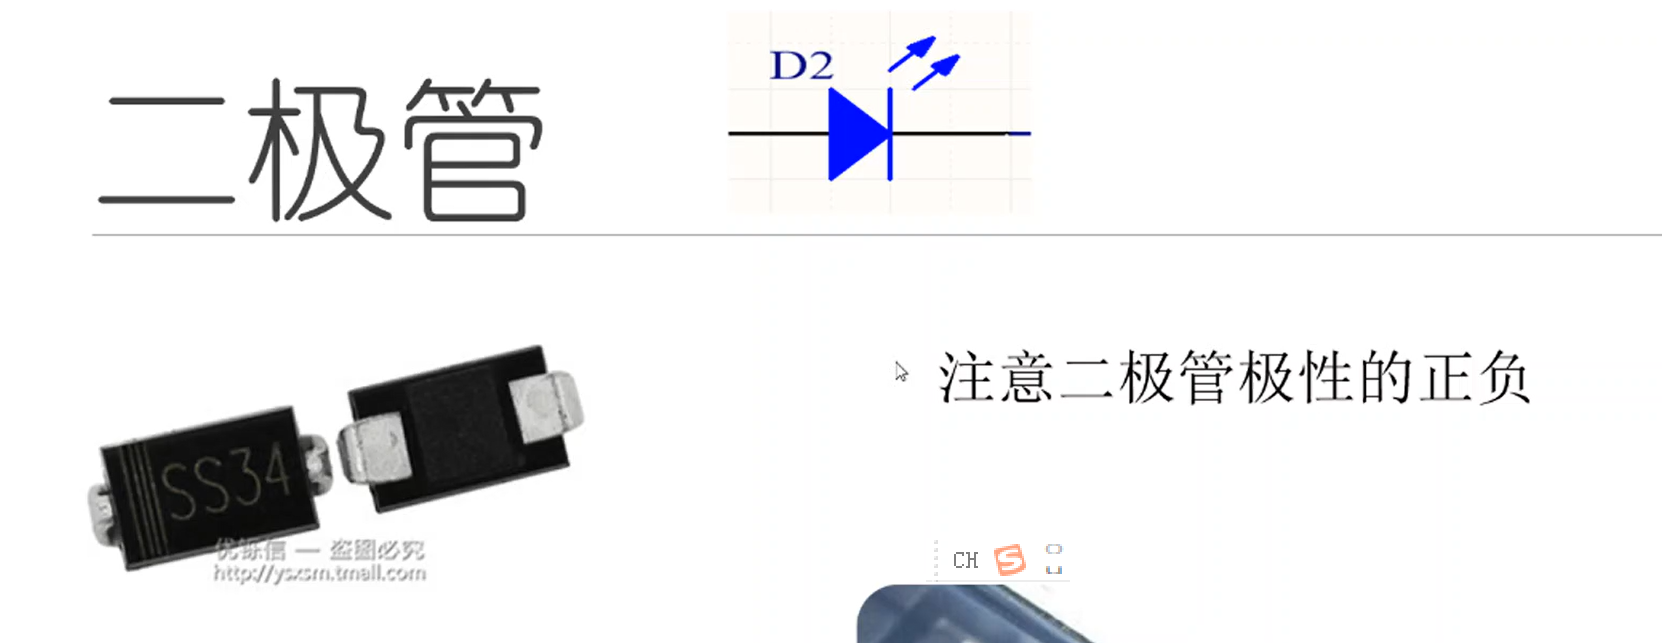 D2
二极管
注意二极管极性的正负
SS34
优铄信 — 盗图必究
http://ysxsm.tmall.com
CH